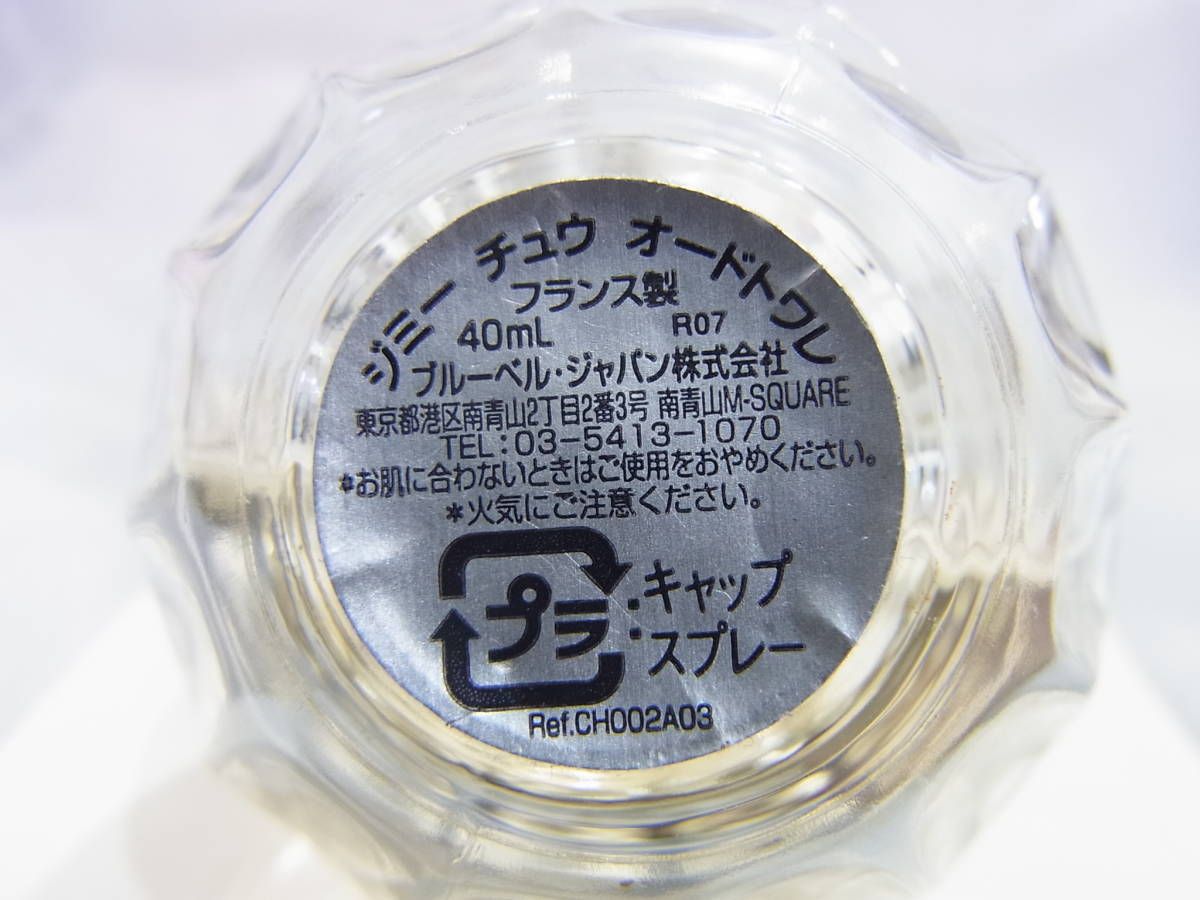 ジミー チュウ オードトワレ
フランス製
40mL R07
ブルーベル・ジャパン株式会社
東京都港区南青山2丁目2番3号 南青山M-SQUARE
TEL:03-5413-1070
*お肌に合わないときはご使用をおやめください。
*火気にご注意ください。
プラ :キャップ
:スプレー
Ref.CH002A03